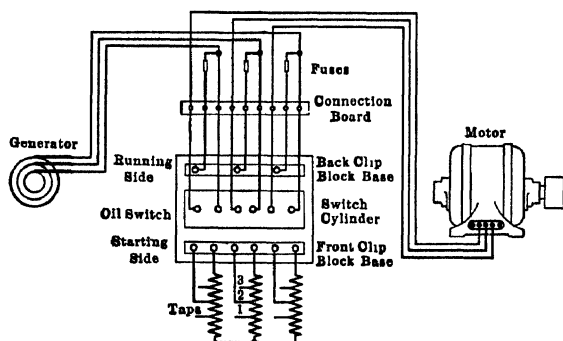 Fuses
Connection
Board
Generator
Motor
Running
Side
Back Clip
Block Base
Oil Switch
Switch
Cylinder
Starting
Side
Front Clip
Block Base
Taps
3
2
1